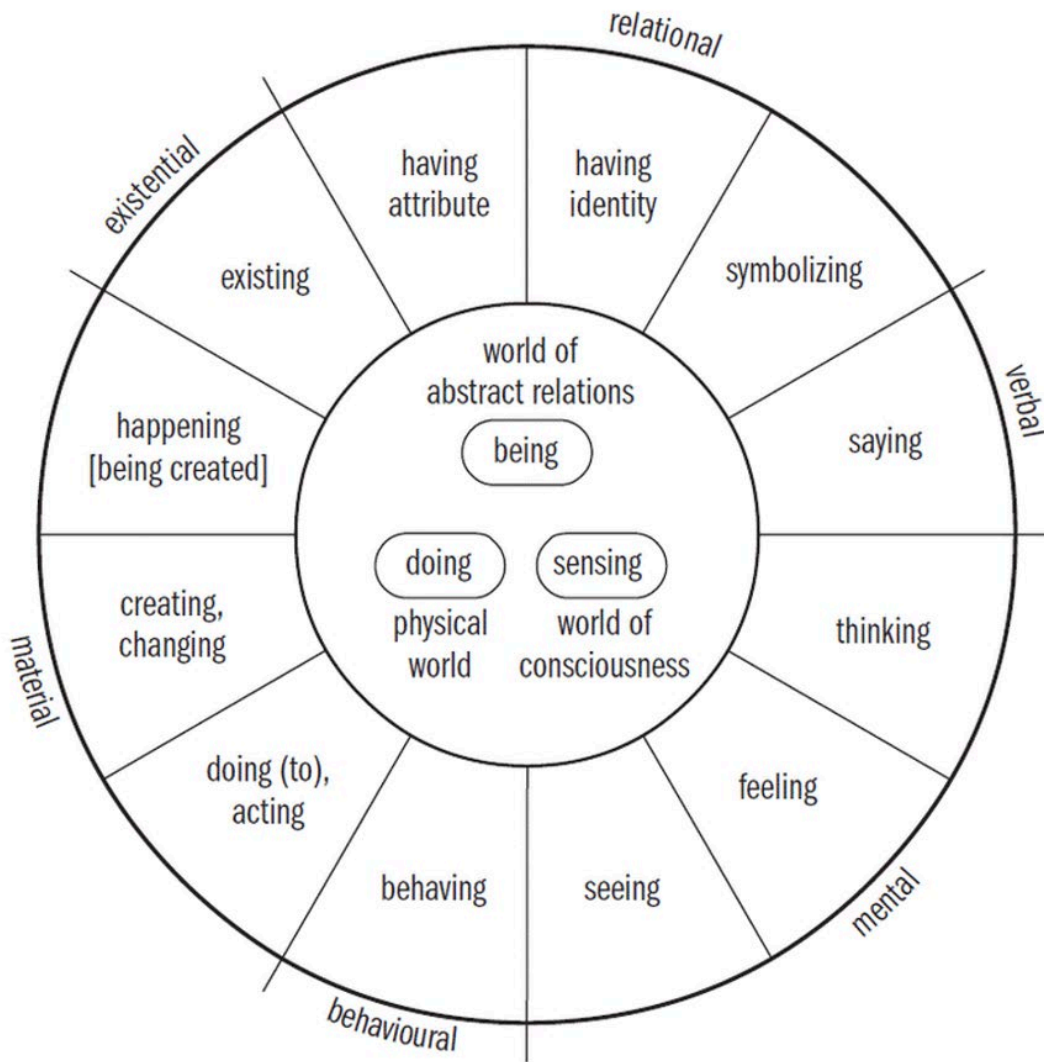 relational
existential
having
attribute
having
identity
existing
symbolizing
verbal
world of
abstract relations
being
happening
[being created]
saying
doing
sensing
physical
world
world of
consciousness
creating,
changing
thinking
material
doing (to),
acting
feeling
behaving
seeing
mental
behavioural